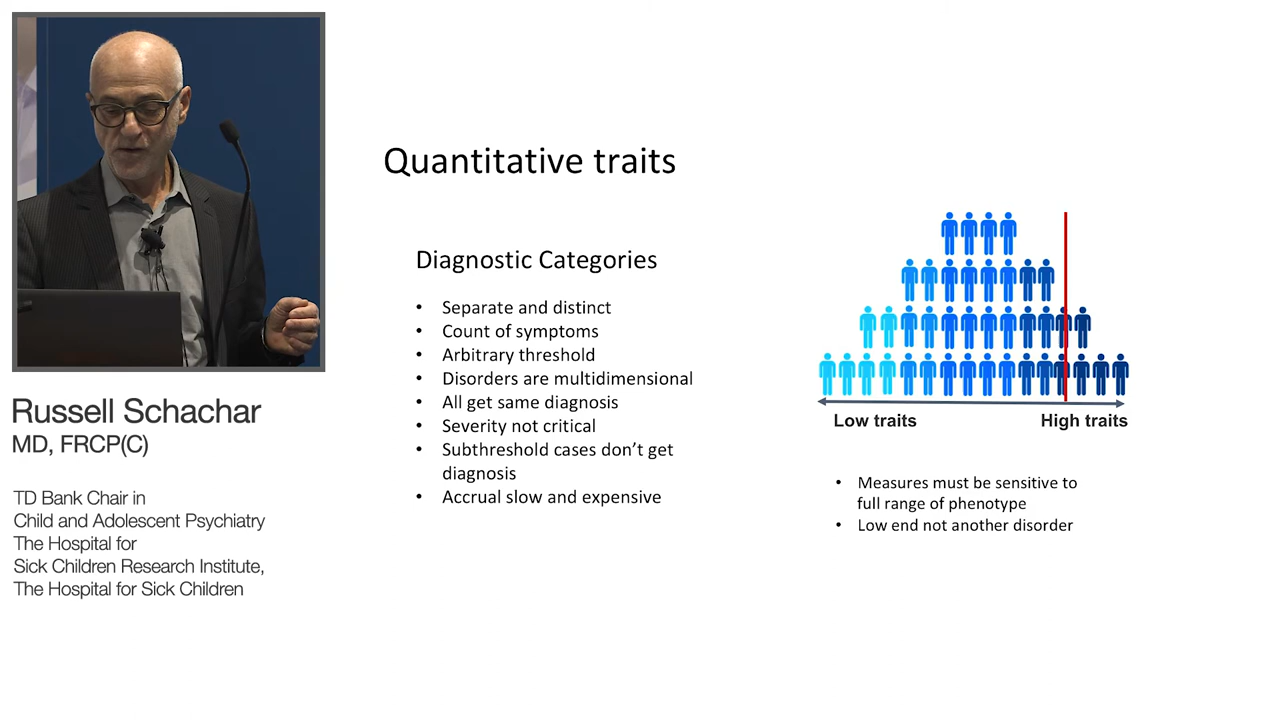 Quantitative traits
Diagnostic Categories
• Separate and distinct
• Count of symptoms
• Arbitrary threshold
• Disorders are multidimensional
• All get same diagnosis
• Severity not critical
• Subthreshold cases don't get
diagnosis
• Accrual slow and expensive
Low traits
High traits
• Measures must be sensitive to
full range of phenotype
• Low end not another disorder
Russell Schachar
MD, FRCP(C)
TD Bank Chair in
Child and Adolescent Psychiatry
The Hospital for
Sick Children Research Institute,
The Hospital for Sick Children